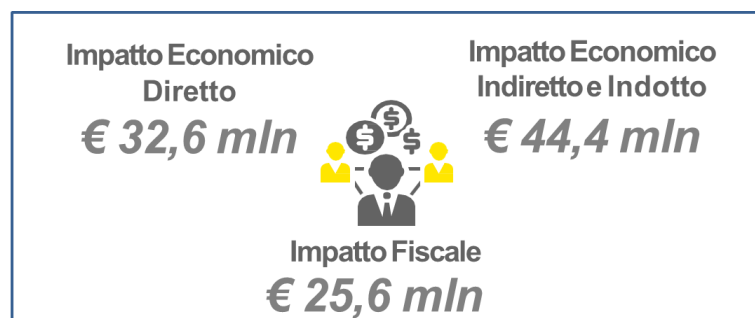 Impatto Economico
Diretto
€ 32,6 mln
Impatto Economico
Indiretto e Indotto
€ 44,4 mln
Impatto Fiscale
€ 25,6 mln